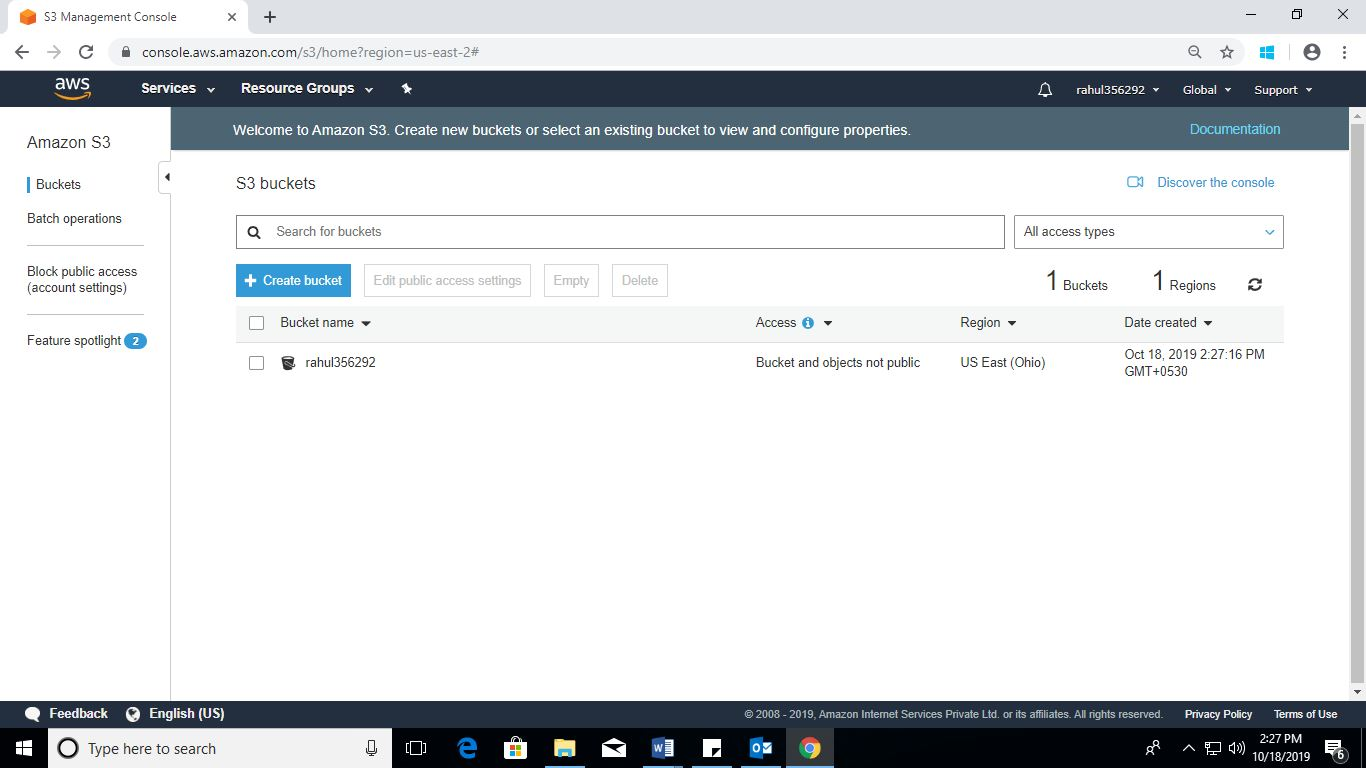 S3 Management Console
console.aws.amazon.com/s3/home?region=us-east-2#
aws Services Resource Groups rahul356292 Global Support
Amazon S3
Buckets
Batch operations
Block public access
(account settings)
Feature spotlight 2
Welcome to Amazon S3. Create new buckets or select an existing bucket to view and configure properties. Documentation
S3 buckets Discover the console
Search for buckets All access types
+ Create bucket Edit public access settings Empty Delete 1 Buckets 1 Regions
Bucket name Access Region Date created
rahul356292 Bucket and objects not public US East (Ohio) Oct 18, 2019 2:27:16 PM
GMT+0530
Feedback English (US) © 2008 - 2019, Amazon Internet Services Private Ltd. or its affiliates. All rights reserved. Privacy Policy Terms of Use
Type here to search 2:27 PM
10/18/2019 6